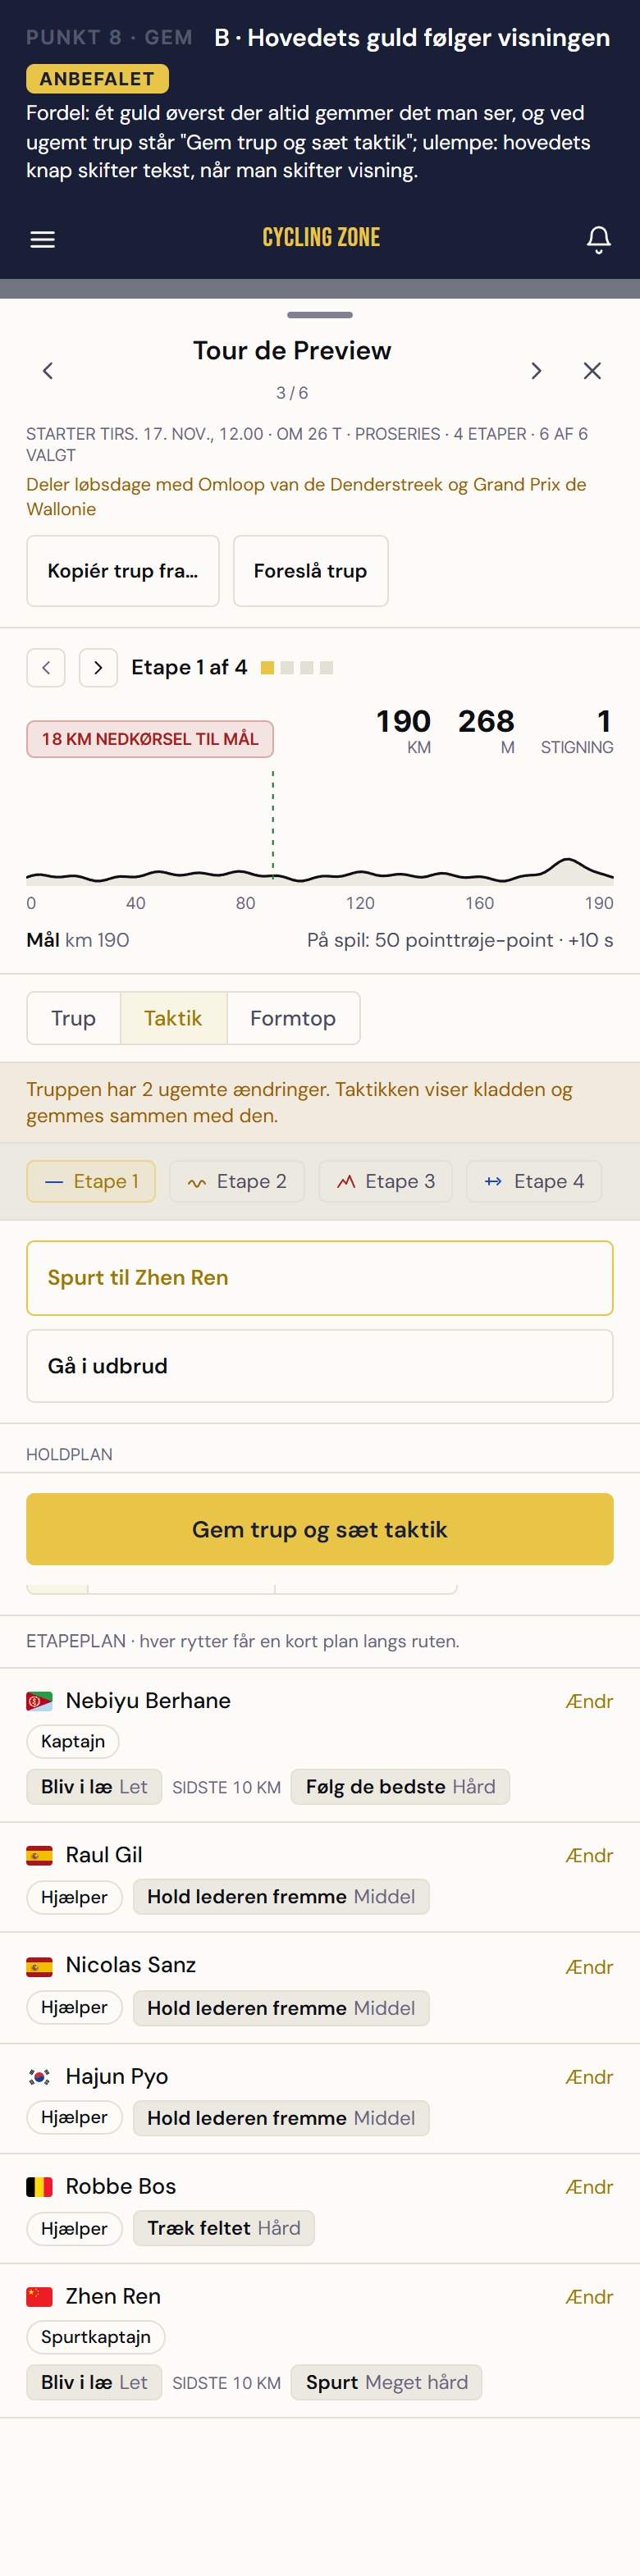 PUNKT 8 · GEM B · Hovedets guld følger visningen
ANBEFALET
Fordel: ét guld øverst der altid gemmer det man ser, og ved
ugemt trup står "Gem trup og sæt taktik"; ulempe: hovedets
knap skifter tekst, når man skifter visning.
CYCLING ZONE
Tour de Preview
3 / 6
STARTER TIRS. 17. NOV., 12.00 · OM 26 T · PROSERIES · 4 ETAPER · 6 AF 6
VALGT
Deler løbsdage med Omloop van de Denderstreek og Grand Prix de
Wallonie
Kopiér trup fra... Foreslå trup
Etape 1 af 4
18 KM NEDKØRSEL TIL MÅL 190 268 1
KM M STIGNING
0 40 80 120 160 190
Mål km 190 På spil: 50 pointtrøje-point · +10 s
Trup Taktik Formtop
Truppen har 2 ugemte ændringer. Taktikken viser kladden og
gemmes sammen med den.
Etape 1 Etape 2 Etape 3 Etape 4
Spurt til Zhen Ren
Gå i udbrud
HOLDPLAN
Gem trup og sæt taktik
ETAPEPLAN · hver rytter får en kort plan langs ruten.
Nebiyu Berhane Ændr
Kaptajn
Bliv i læ Let SIDSTE 10 KM Følg de bedste Hård
Raul Gil Ændr
Hjælper Hold lederen fremme Middel
Nicolas Sanz Ændr
Hjælper Hold lederen fremme Middel
Hajun Pyo Ændr
Hjælper Hold lederen fremme Middel
Robbe Bos Ændr
Hjælper Træk feltet Hård
Zhen Ren Ændr
Spurtkaptajn
Bliv i læ Let SIDSTE 10 KM Spurt Meget hård